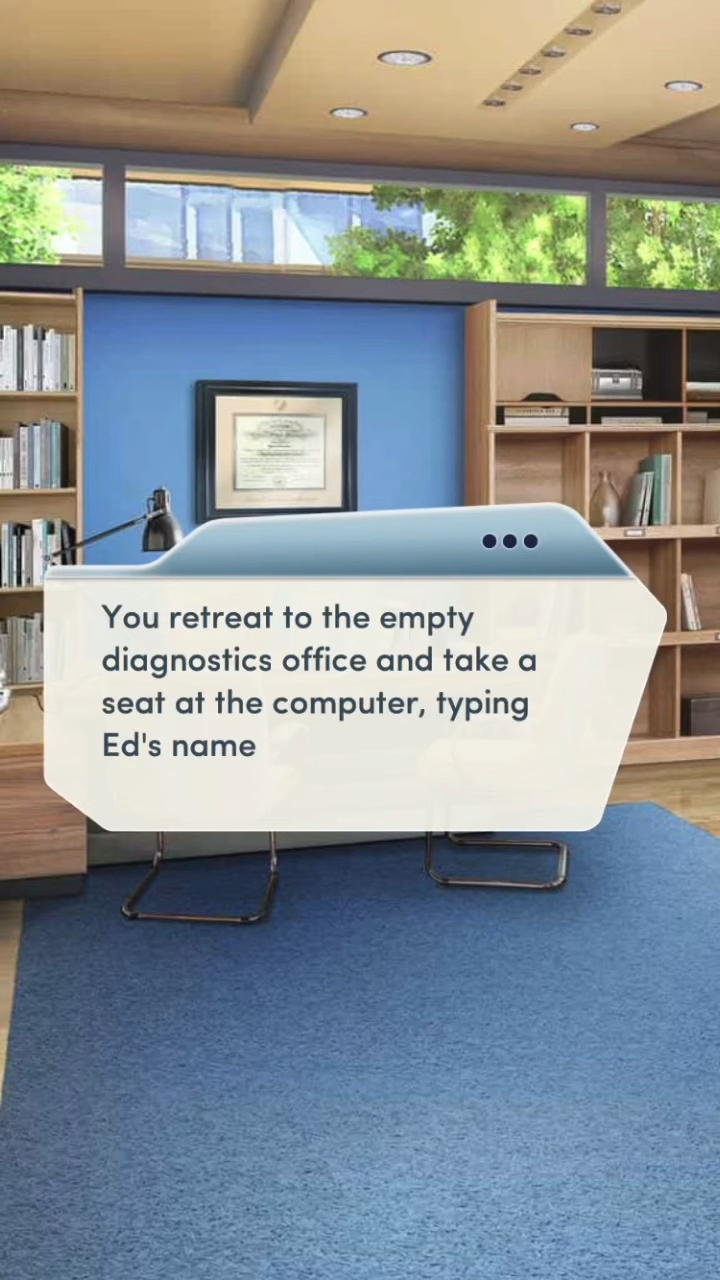 You retreat to the empty
diagnostics office and take a
seat at the computer, typing
Ed's name